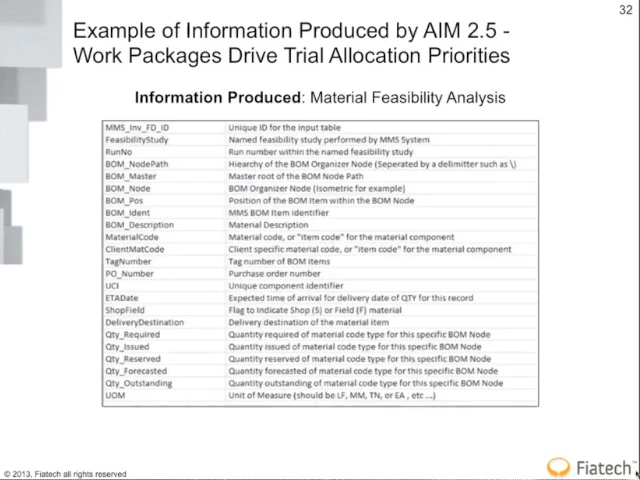 32
Example of Information Produced by AIM 2.5 -
Work Packages Drive Trial Allocation Priorities
Information Produced: Material Feasibility Analysis
MMS_Inv_FD_ID Unique ID for the input table
FeasibilityStudy Named feasibility study performed by MMS System
RunNo Run number within the named feasibility study
BOM_NodePath Hiearchy of the BOM Organizer Node (Seperated by a delimitter such as \)
BOM_Master Master root of the BOM Node Path
BOM_Node BOM Organizer Node (Isometric for example)
BOM_Pos Position of the BOM Item within the BOM Node
BOM_Ident MMS BOM Item identifier
BOM_Description Material Description
MaterialCode Material code, or "item code" for the material component
ClientMatCode Client specific material code, or "item code" for the material component
TagNumber Tag number of BOM items
PO_Number Purchase order number
UCI Unique component identifier
ETADate Expected time of arrival for delivery date of QTY for this record
ShopField Flag to indicate Shop (S) or Field (F) material
DeliveryDestination Delivery destination of the material item
Qty_Required Quantity required of material code type for this specific BOM Node
Qty_Issued Quantity issued of material code type for this specific BOM Node
Qty_Reserved Quantity reserved of material code type for this specific BOM Node
Qty_Forecasted Quantity forecasted of material code type for this specific BOM Node
Qty_Outstanding Quantity outstanding of material code type for this specific BOM Node
UOM Unit of Measure (should be LF, MM, TN, or EA , etc ...)
© 2013, Fiatech all rights reserved
Fiatech™